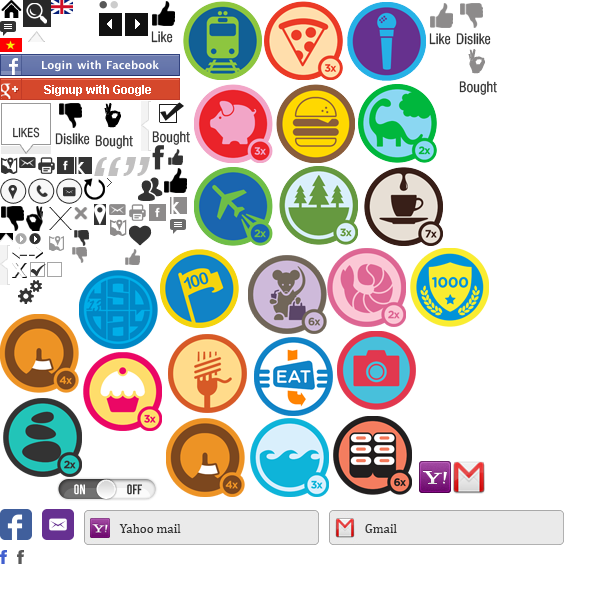 Like
Like
Dislike
Bought
f Login with Facebook
g+ Signup with Google
LIKES
Dislike
Bought
Bought
3x
3x
2x
2x
3x
7x
100
6x
2x
1000
4x
3x
EAT
2x
4x
3x
6x
ON
OFF
Y!
f
Y! Yahoo mail
Gmail
f f